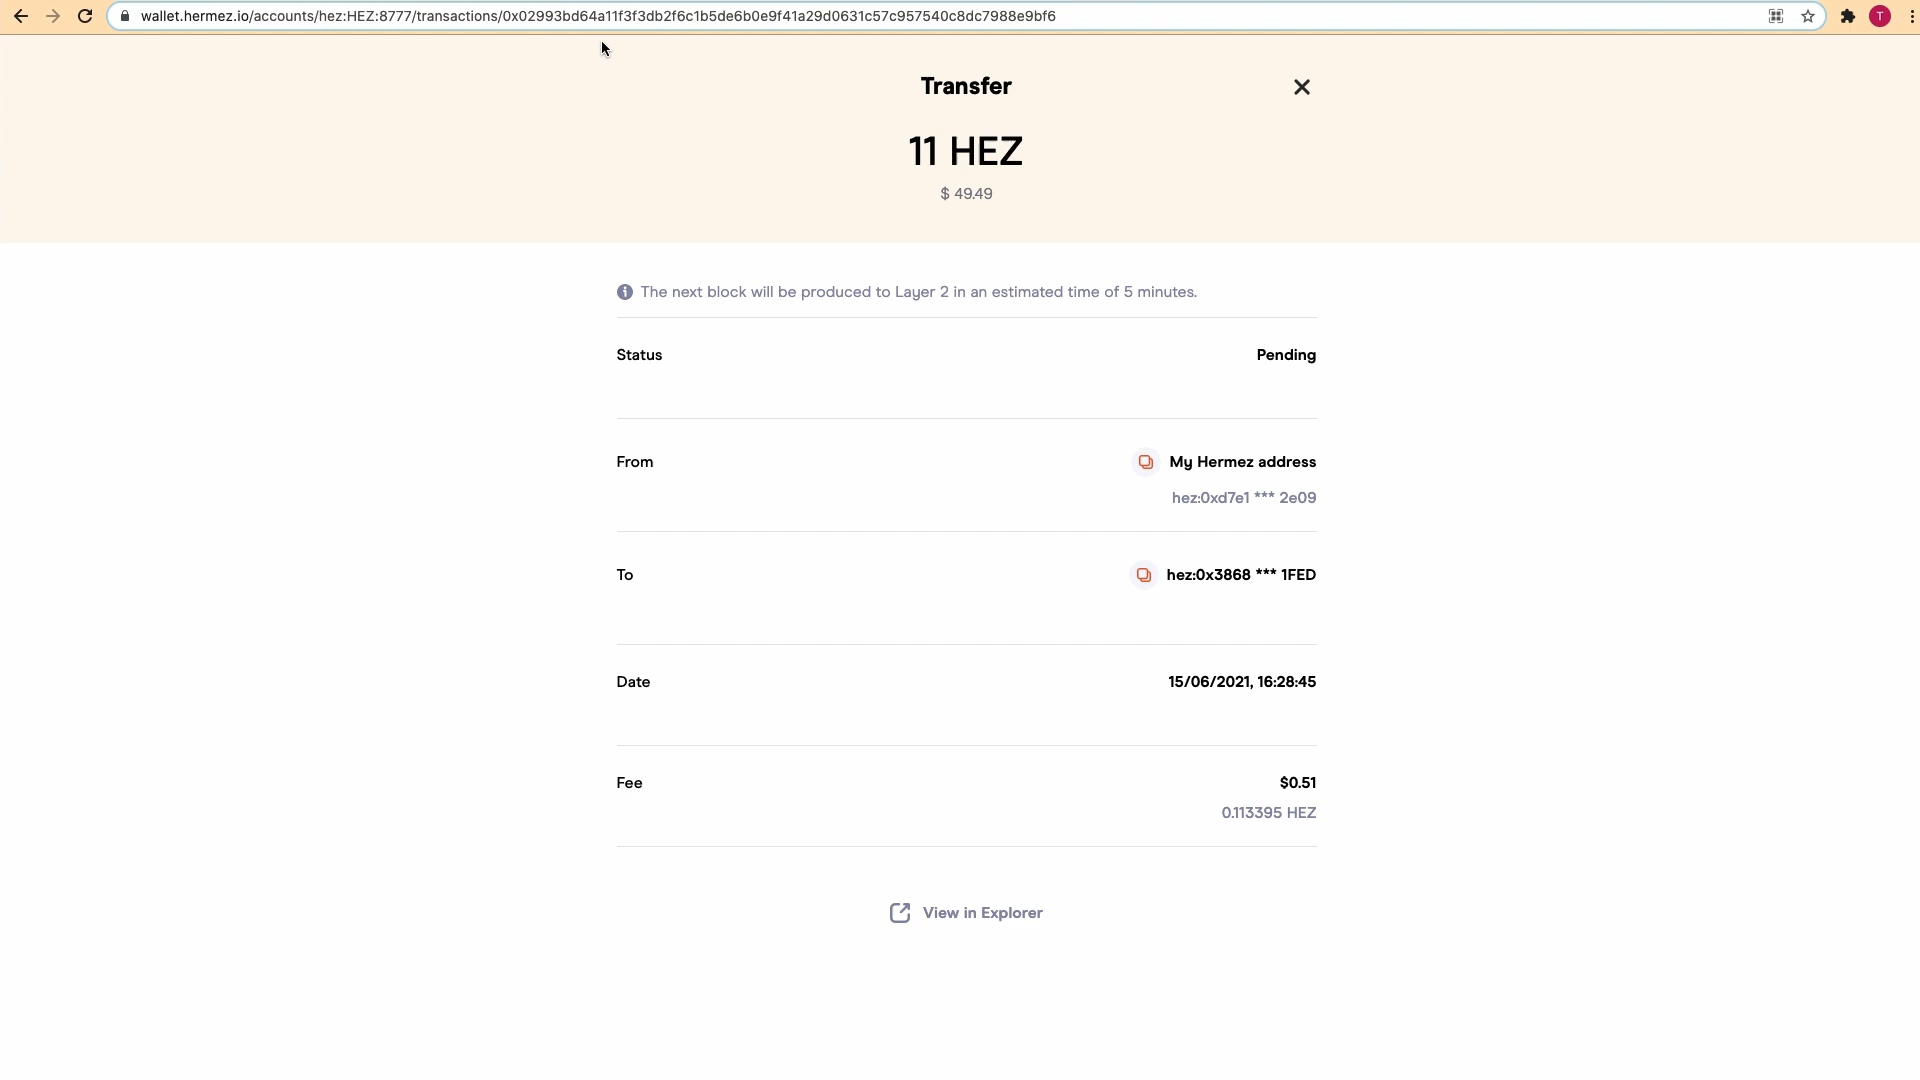 wallet.hermez.io/accounts/hez:HEZ:8777/transactions/0x02993bd64a11f3f3db2f6c1b5de6b0e9f41a29d0631c57c957540c8dc7988e9bf6
T
Transfer
11 HEZ
$ 49.49
The next block will be produced to Layer 2 in an estimated time of 5 minutes.
Status Pending
From My Hermez address
hez:0xd7e1 *** 2e09
To hez:0x3868 *** 1FED
Date 15/06/2021, 16:28:45
Fee $0.51
0.113395 HEZ
View in Explorer